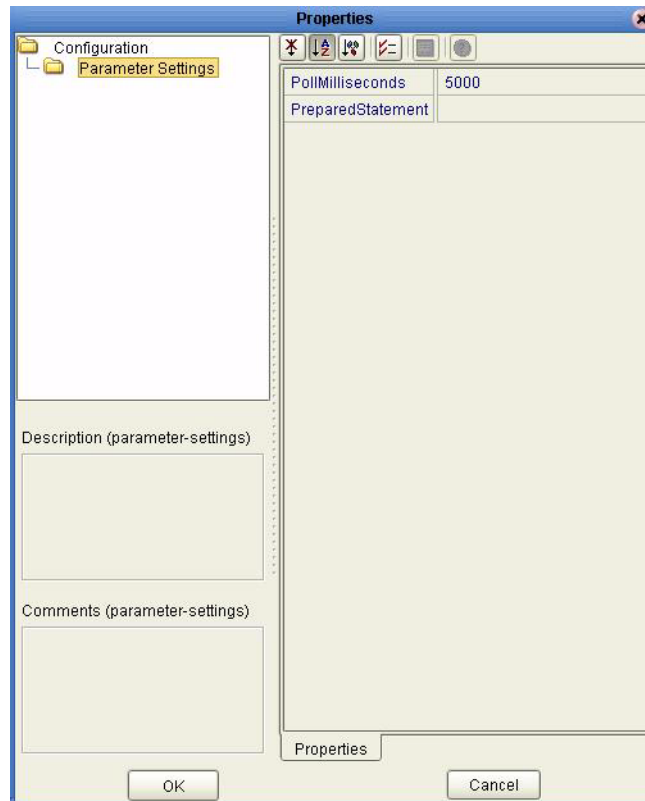 Properties
Configuration
Parameter Settings
PollMilliseconds 5000
PreparedStatement
Description (parameter-settings)
Comments (parameter-settings)
Properties
OK
Cancel